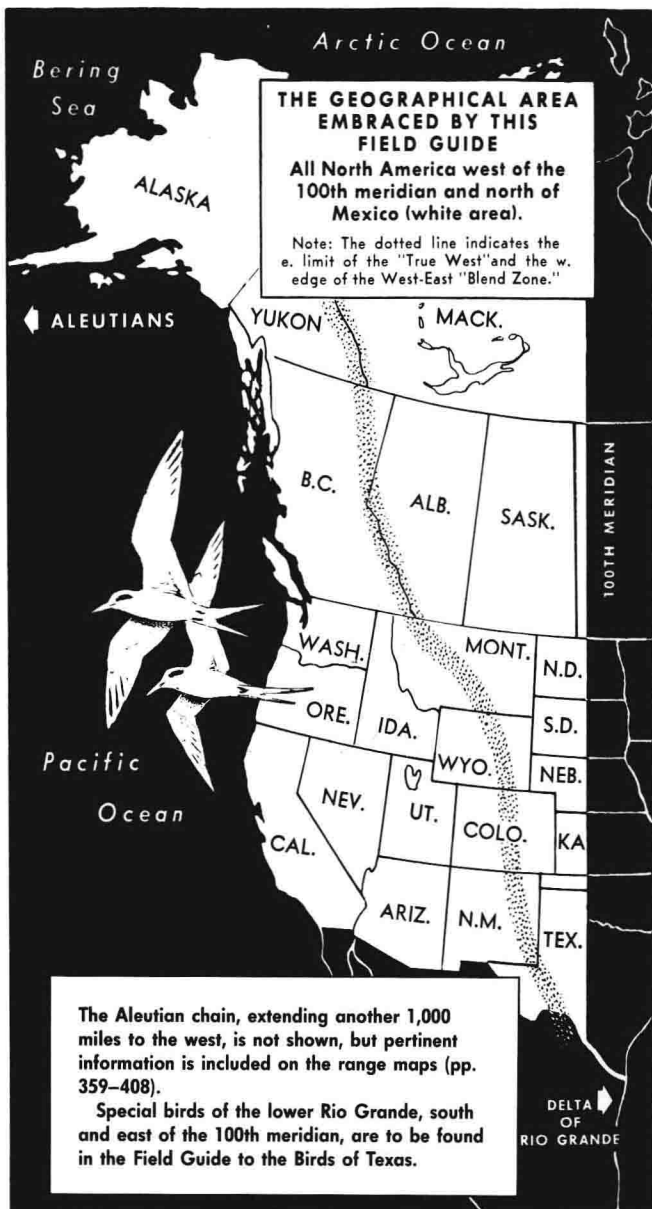 Arctic Ocean
Bering
Sea
THE GEOGRAPHICAL AREA
EMBRACED BY THIS
FIELD GUIDE
All North America west of the
100th meridian and north of
Mexico (white area).
Note: The dotted line indicates the
e. limit of the "True West"and the w.
edge of the West-East "Blend Zone."
ALASKA
ALEUTIANS
YUKON
MACK.
B.C.
ALB.
SASK.
100TH MERIDIAN
WASH.
MONT.
N.D.
ORE.
IDA.
S.D.
WYO.
NEB.
Pacific
Ocean
NEV.
UT.
COLO.
KA
CAL.
ARIZ.
N.M.
TEX.
The Aleutian chain, extending another 1,000
miles to the west, is not shown, but pertinent
information is included on the range maps (pp.
359–408).
Special birds of the lower Rio Grande, south
and east of the 100th meridian, are to be found
in the Field Guide to the Birds of Texas.
DELTA
OF
RIO GRANDE